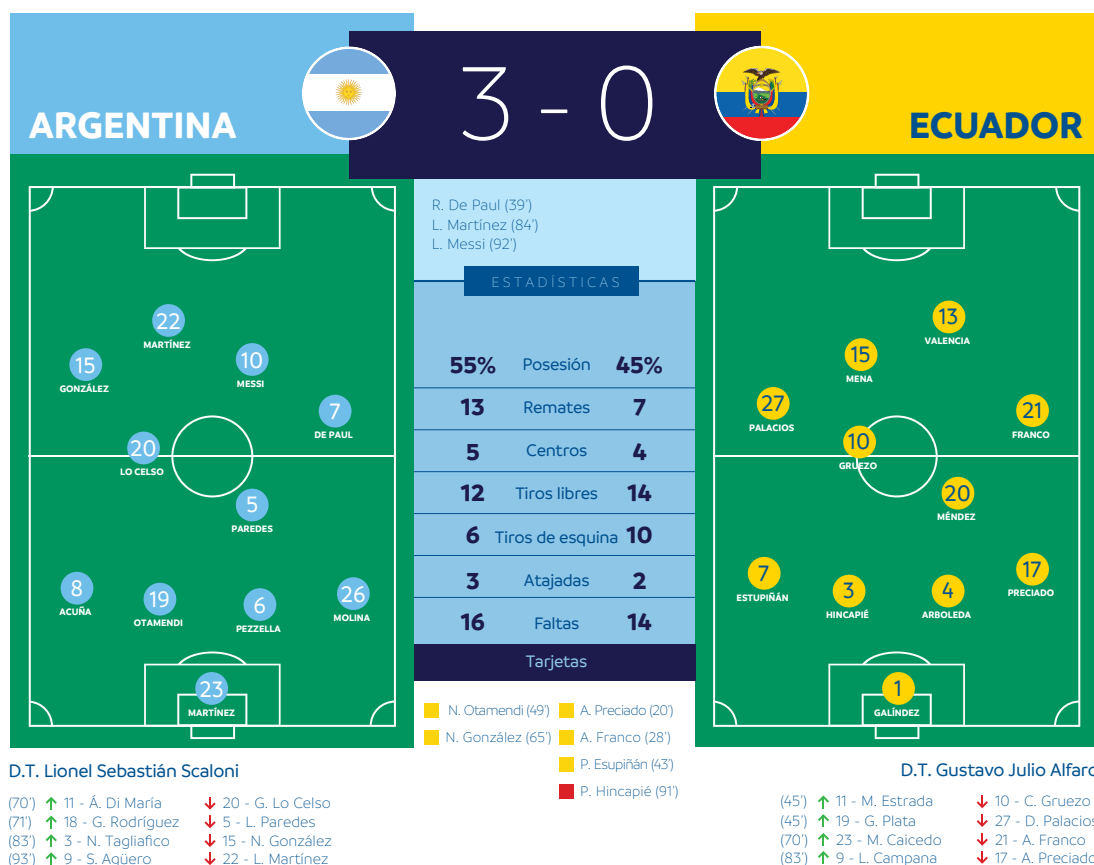 ARGENTINA
3 - 0
ECUADOR
R. De Paul (39')
L. Martínez (84')
L. Messi (92')
ESTADÍSTICAS
55% Posesión 45%
13 Remates 7
5 Centros 4
12 Tiros libres 14
6 Tiros de esquina 10
3 Atajadas 2
16 Faltas 14
Tarjetas
N. Otamendi (49') A. Preciado (20')
N. González (65') A. Franco (28')
P. Esupiñán (43')
P. Hincapié (91')
22
MARTÍNEZ
15
GONZÁLEZ
10
MESSI
7
DE PAUL
20
LO CELSO
5
PAREDES
8
ACUÑA
19
OTAMENDI
6
PEZZELLA
26
MOLINA
23
MARTÍNEZ
13
VALENCIA
15
MENA
27
PALACIOS
21
FRANCO
10
GRUEZO
20
MÉNDEZ
7
ESTUPIÑÁN
3
HINCAPIÉ
4
ARBOLEDA
17
PRECIADO
1
GALÍNDEZ
D.T. Lionel Sebastián Scaloni
(70') ↑ 11 - Á. Di María ↓ 20 - G. Lo Celso
(71') ↑ 18 - G. Rodríguez ↓ 5 - L. Paredes
(83') ↑ 3 - N. Tagliafico ↓ 15 - N. González
(93') ↑ 9 - S. Agüero ↓ 22 - L. Martínez
D.T. Gustavo Julio Alfaro
(45') ↑ 11 - M. Estrada ↓ 10 - C. Gruezo
(45') ↑ 19 - G. Plata ↓ 27 - D. Palacios
(70') ↑ 23 - M. Caicedo ↓ 21 - A. Franco
(83') ↑ 9 - L. Campana ↓ 17 - A. Preciado